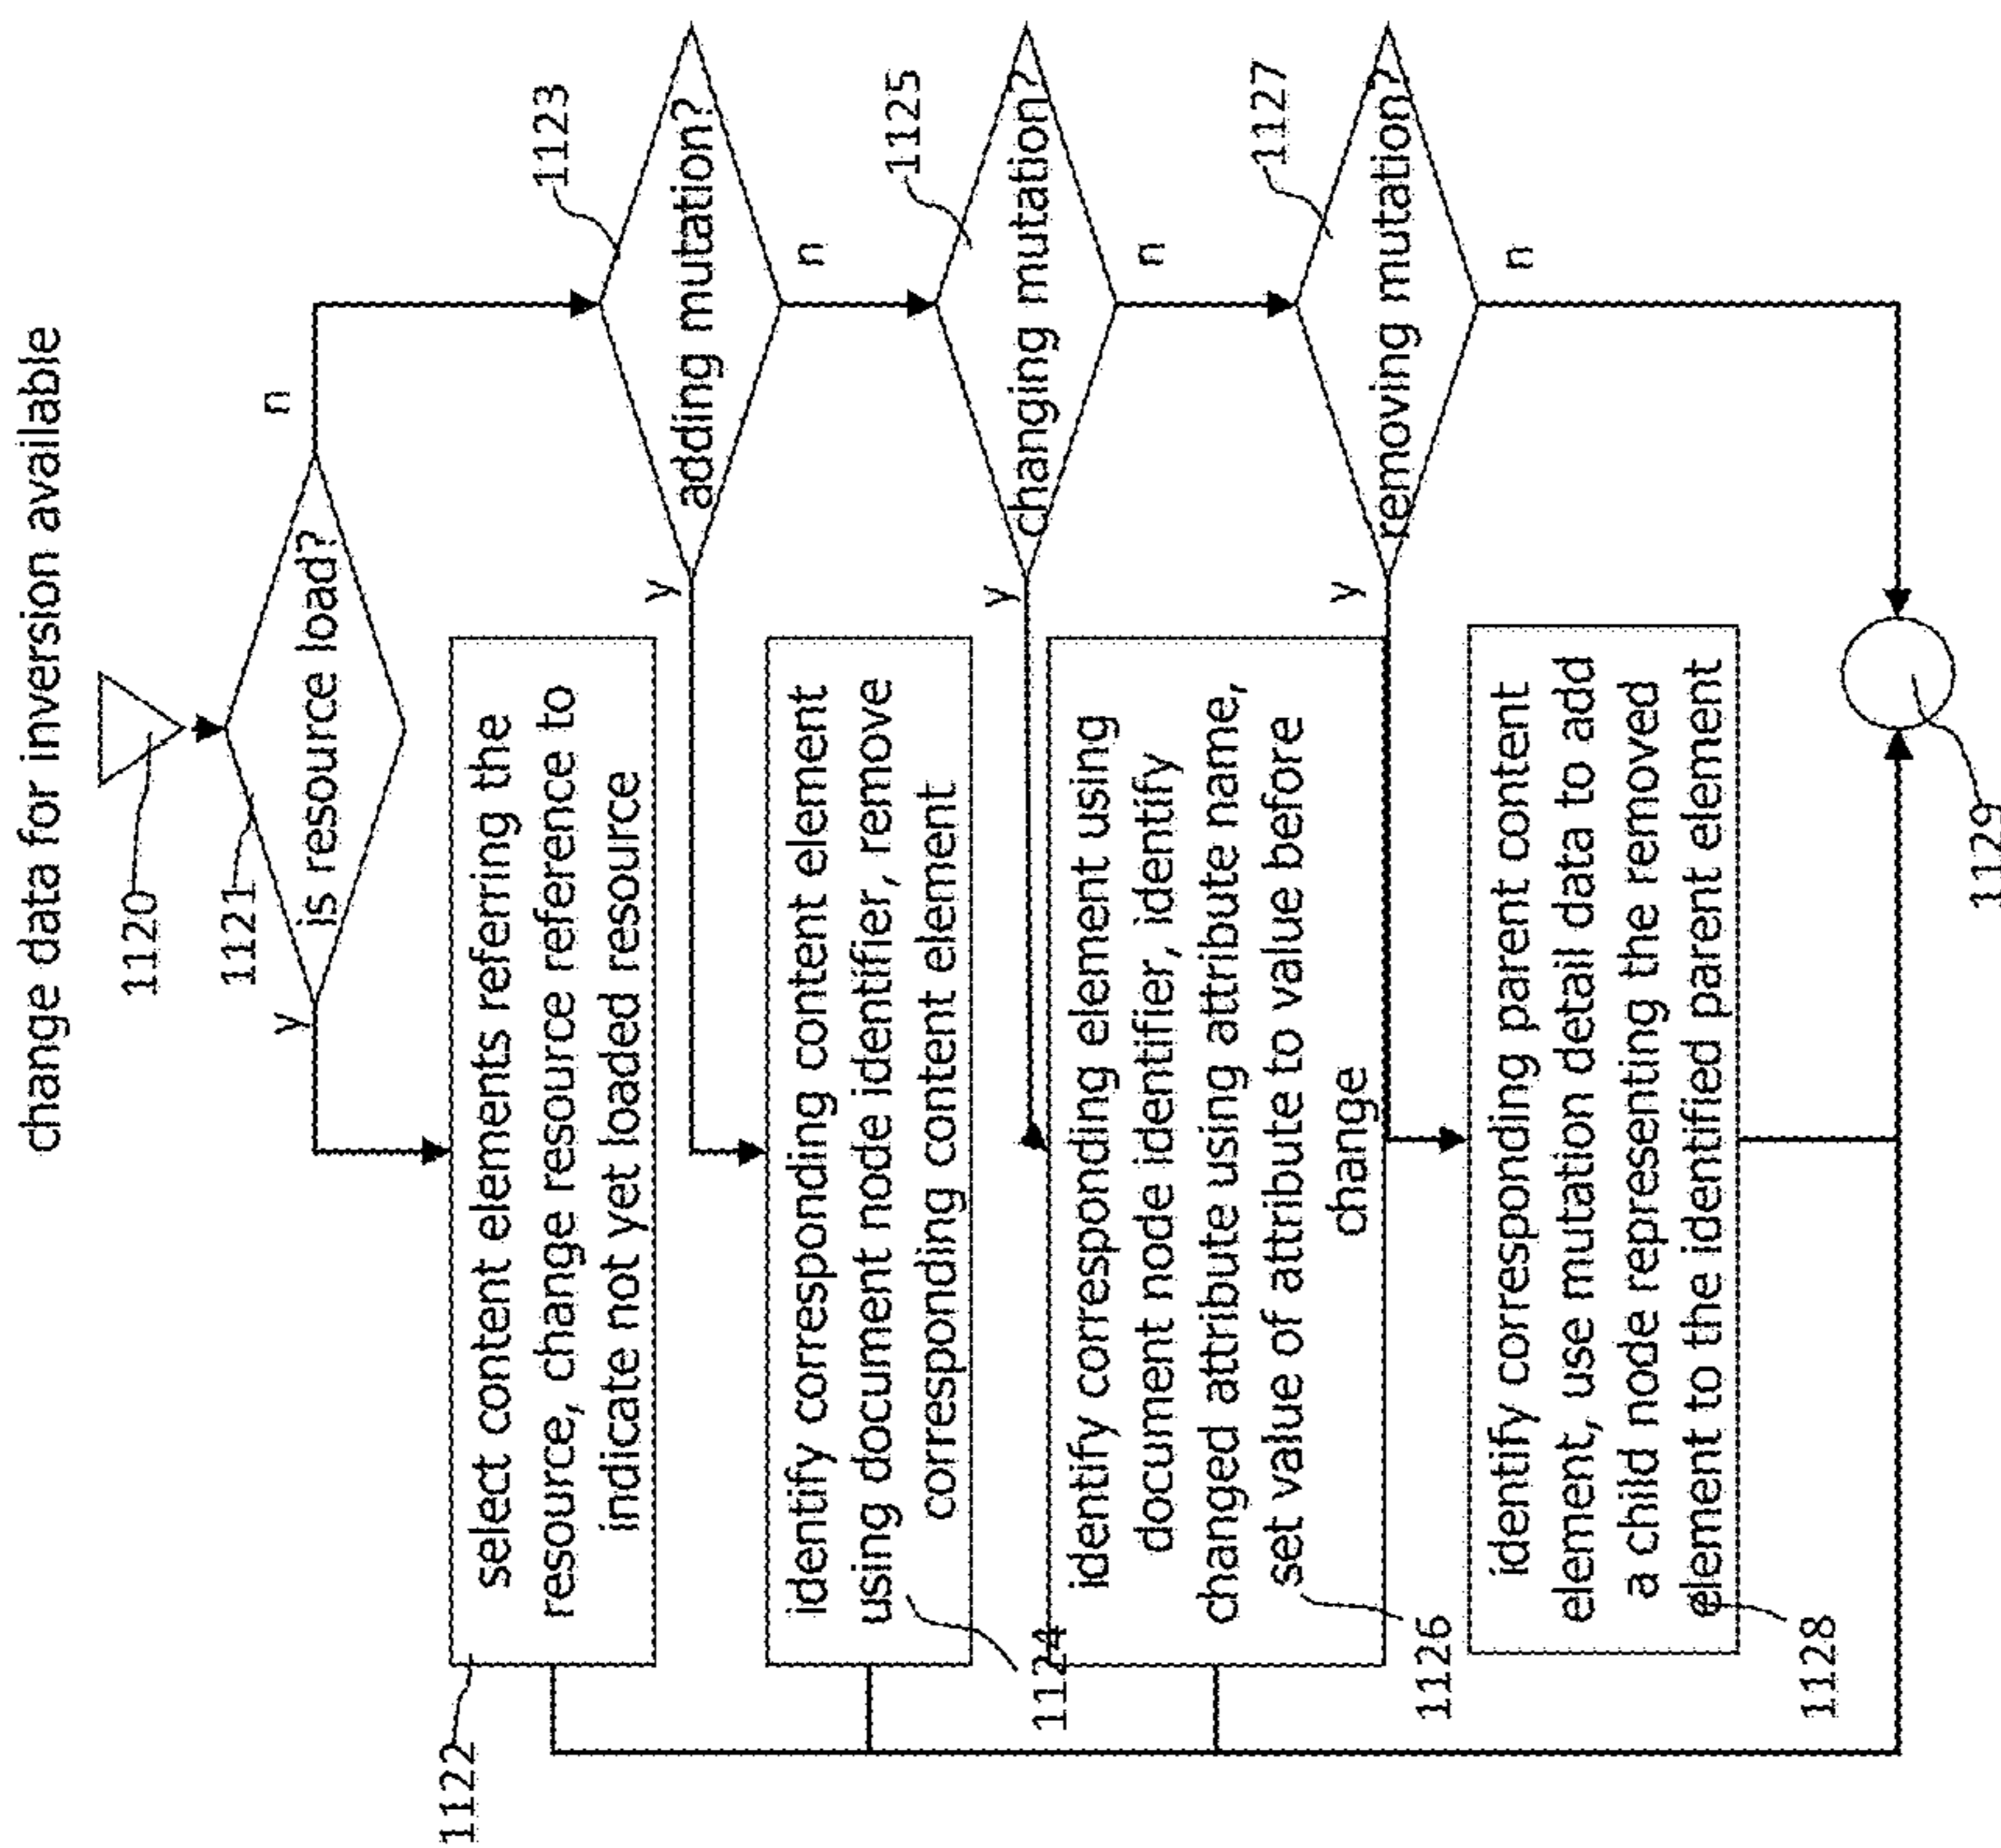 change data for inversion available
1120
1121
is resource load?
y
n
1122
select content elements referring the
resource, change resource reference to
indicate not yet loaded resource
1123
adding mutation?
y
n
identify corresponding content element
using document node identifier, remove
corresponding content element
1124
1125
changing mutation?
y
n
identify corresponding element using
document node identifier, identify
changed attribute using attribute name,
set value of attribute to value before
change
1126
1127
removing mutation?
y
n
identify corresponding parent content
element, use mutation detail data to add
a child node representing the removed
element to the identified parent element
1128
1129